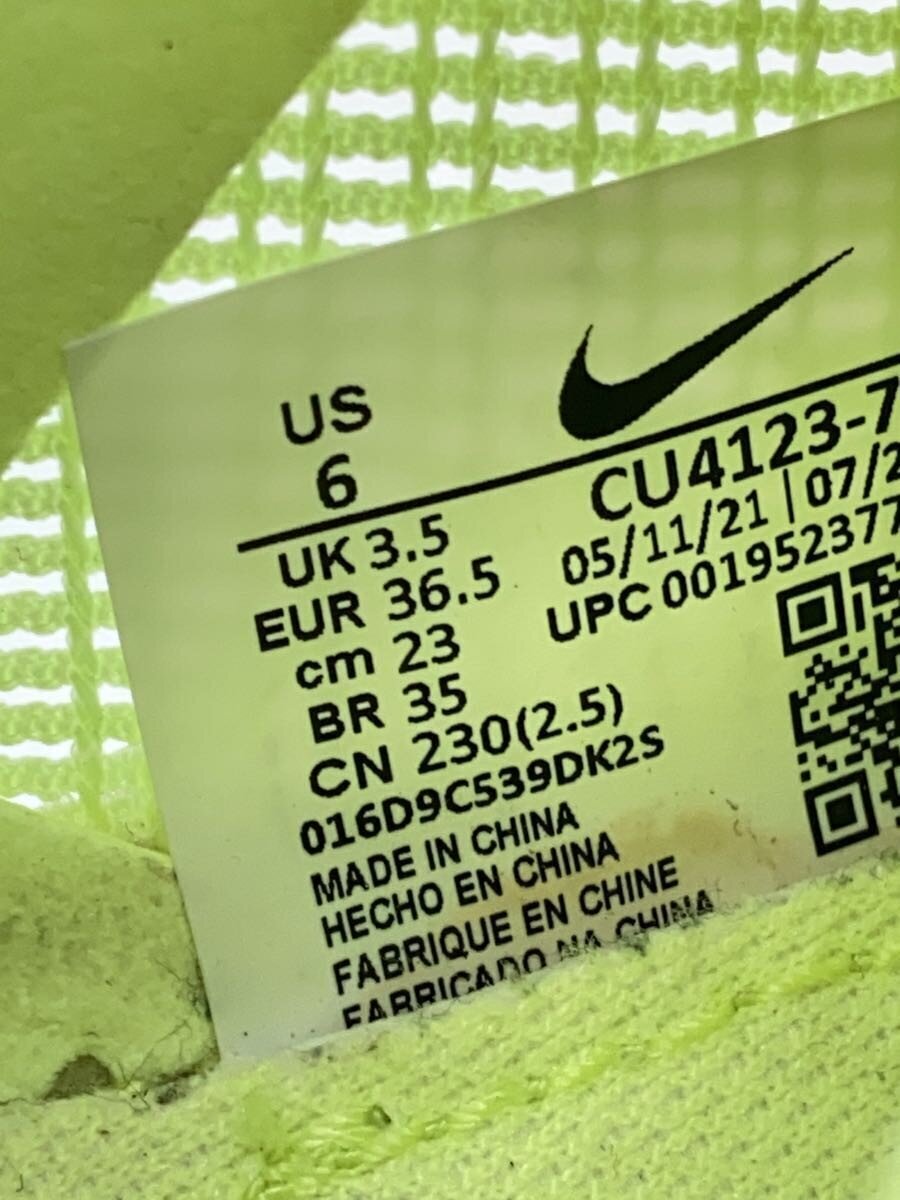 US
6
UK 3.5
EUR 36.5
cm 23
BR 35
CN 230(2.5)
016D9C539DK2S
MADE IN CHINA
HECHO EN CHINA
FABRIQUE EN CHINE
FABRICADO NA CHINA
CU4123-7
05/11/21 | 07/2
UPC 001952377